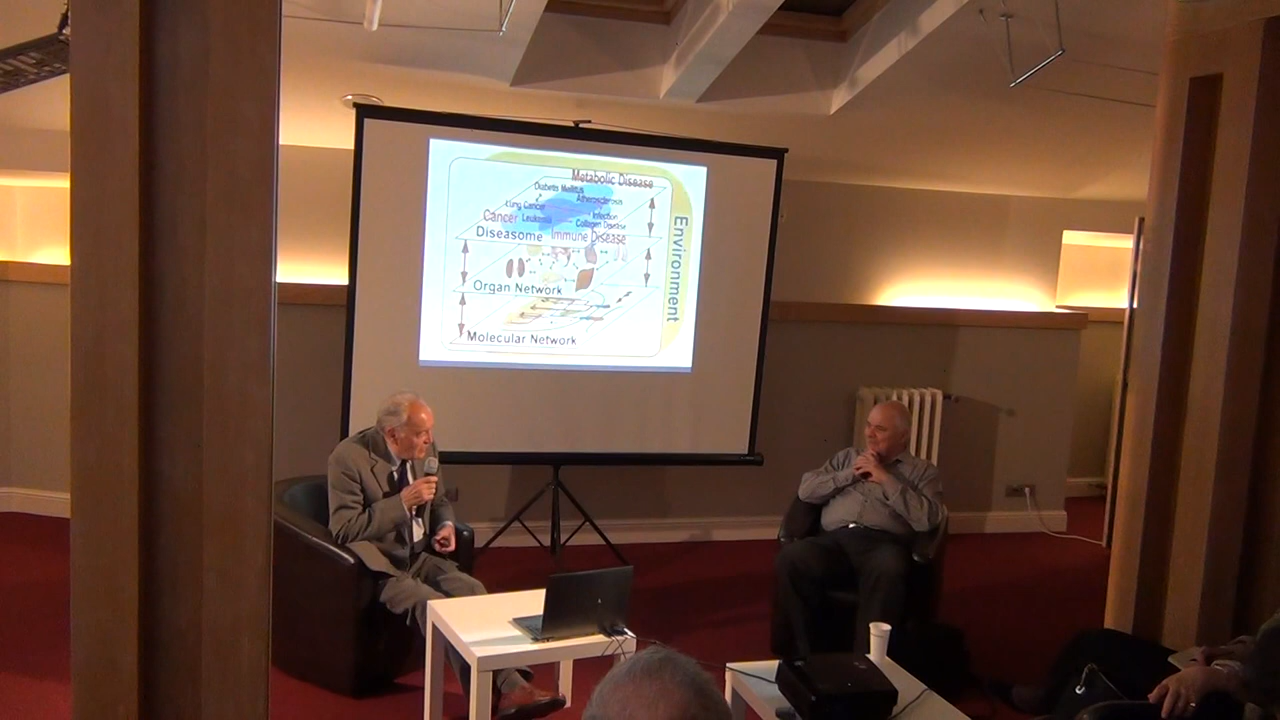 Metabolic Disease
Diabetis Mellitus
Atherosclerosis
Lung Cancer
Infection
Cancer Leukemia
Collagen Disease
Diseasome Immune Disease
Organ Network
Molecular Network
Environment